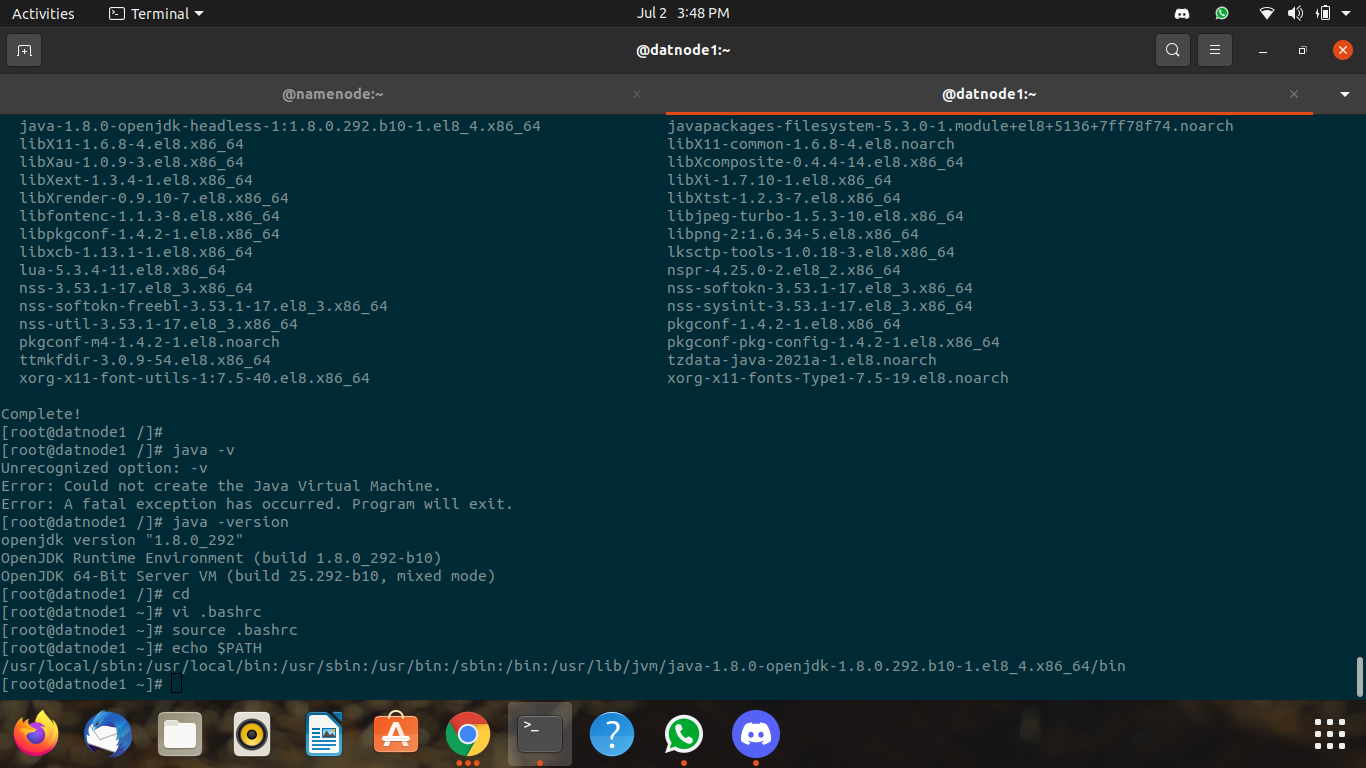 Activities
Terminal
Jul 2 3:48 PM
@datnode1:~
@namenode:~
@datnode1:~
java-1.8.0-openjdk-headless-1:1.8.0.292.b10-1.el8_4.x86_64 javapackages-filesystem-5.3.0-1.module+el8+5136+7ff78f74.noarch
libX11-1.6.8-4.el8.x86_64 libX11-common-1.6.8-4.el8.noarch
libXau-1.0.9-3.el8.x86_64 libXcomposite-0.4.4-14.el8.x86_64
libXext-1.3.4-1.el8.x86_64 libXi-1.7.10-1.el8.x86_64
libXrender-0.9.10-7.el8.x86_64 libXtst-1.2.3-7.el8.x86_64
libfontenc-1.1.3-8.el8.x86_64 libjpeg-turbo-1.5.3-10.el8.x86_64
libpkgconf-1.4.2-1.el8.x86_64 libpng-2:1.6.34-5.el8.x86_64
libxcb-1.13.1-1.el8.x86_64 lksctp-tools-1.0.18-3.el8.x86_64
lua-5.3.4-11.el8.x86_64 nspr-4.25.0-2.el8_2.x86_64
nss-3.53.1-17.el8_3.x86_64 nss-softokn-3.53.1-17.el8_3.x86_64
nss-softokn-freebl-3.53.1-17.el8_3.x86_64 nss-sysinit-3.53.1-17.el8_3.x86_64
nss-util-3.53.1-17.el8_3.x86_64 pkgconf-1.4.2-1.el8.x86_64
pkgconf-m4-1.4.2-1.el8.noarch pkgconf-pkg-config-1.4.2-1.el8.x86_64
ttmkfdir-3.0.9-54.el8.x86_64 tzdata-java-2021a-1.el8.noarch
xorg-x11-font-utils-1:7.5-40.el8.x86_64 xorg-x11-fonts-Type1-7.5-19.el8.noarch
Complete!
[root@datnode1 /]#
[root@datnode1 /]# java -v
Unrecognized option: -v
Error: Could not create the Java Virtual Machine.
Error: A fatal exception has occurred. Program will exit.
[root@datnode1 /]# java -version
openjdk version "1.8.0_292"
OpenJDK Runtime Environment (build 1.8.0_292-b10)
OpenJDK 64-Bit Server VM (build 25.292-b10, mixed mode)
[root@datnode1 /]# cd
[root@datnode1 ~]# vi .bashrc
[root@datnode1 ~]# source .bashrc
[root@datnode1 ~]# echo $PATH
/usr/local/sbin:/usr/local/bin:/usr/sbin:/usr/bin:/sbin:/bin:/usr/lib/jvm/java-1.8.0-openjdk-1.8.0.292.b10-1.el8_4.x86_64/bin
[root@datnode1 ~]#